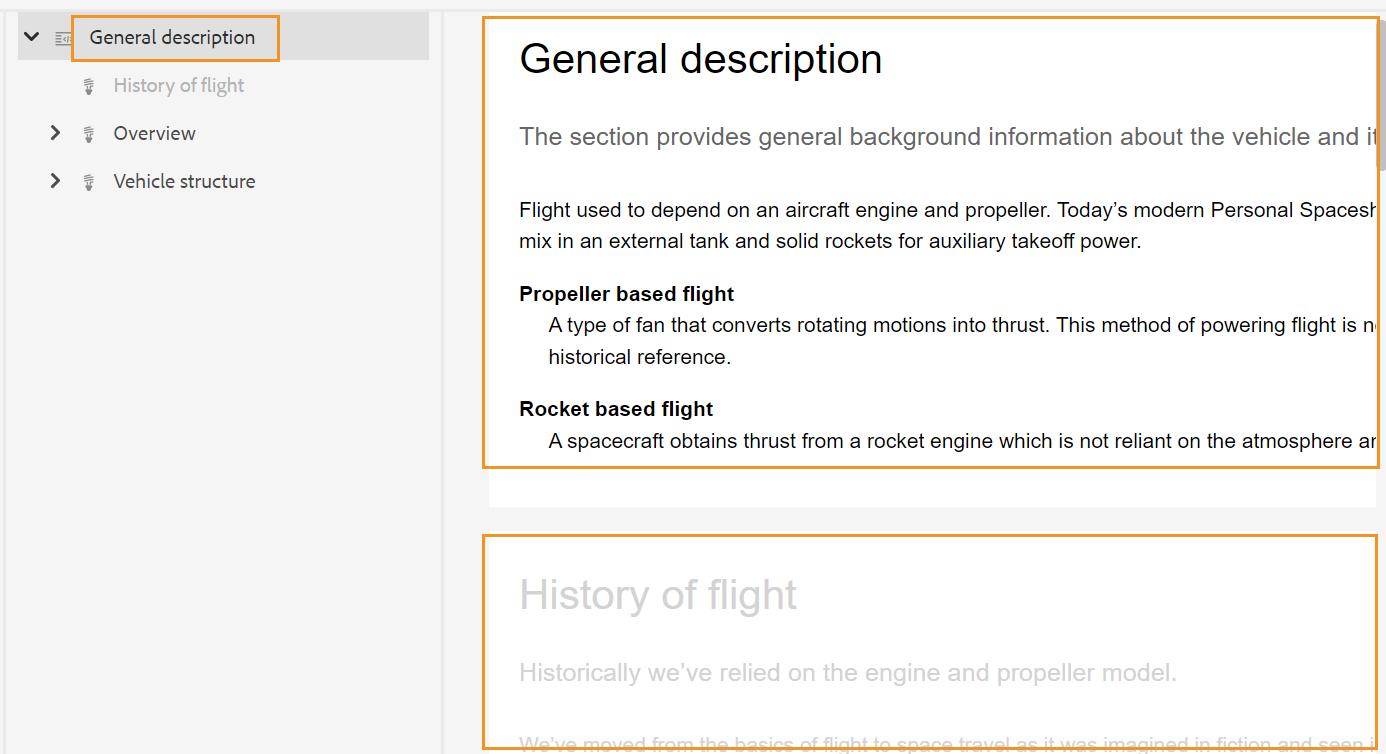 General description
History of flight
Overview
Vehicle structure
General description
The section provides general background information about the vehicle and
Flight used to depend on an aircraft engine and propeller. Today’s modern Personal
mix in an external tank and solid rockets for auxiliary takeoff power.
Propeller based flight
A type of fan that converts rotating motions into thrust. This method of powering flight is
historical reference.
Rocket based flight
A spacecraft obtains thrust from a rocket engine which is not reliant on the atmosphere
History of flight
Historically we’ve relied on the engine and propeller model.
We’ve moved from the basics of flight to space travel as it was imagined in fiction and seen